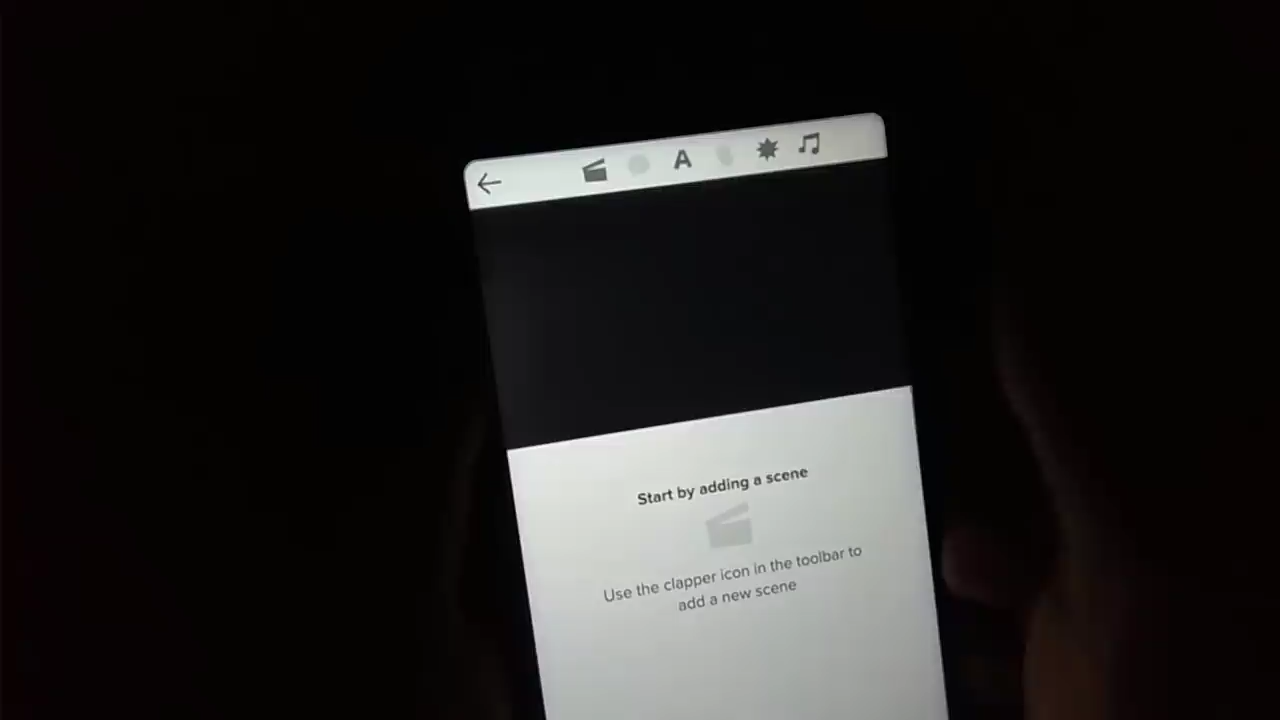 A
Start by adding a scene
Use the clapper icon in the toolbar to
add a new scene